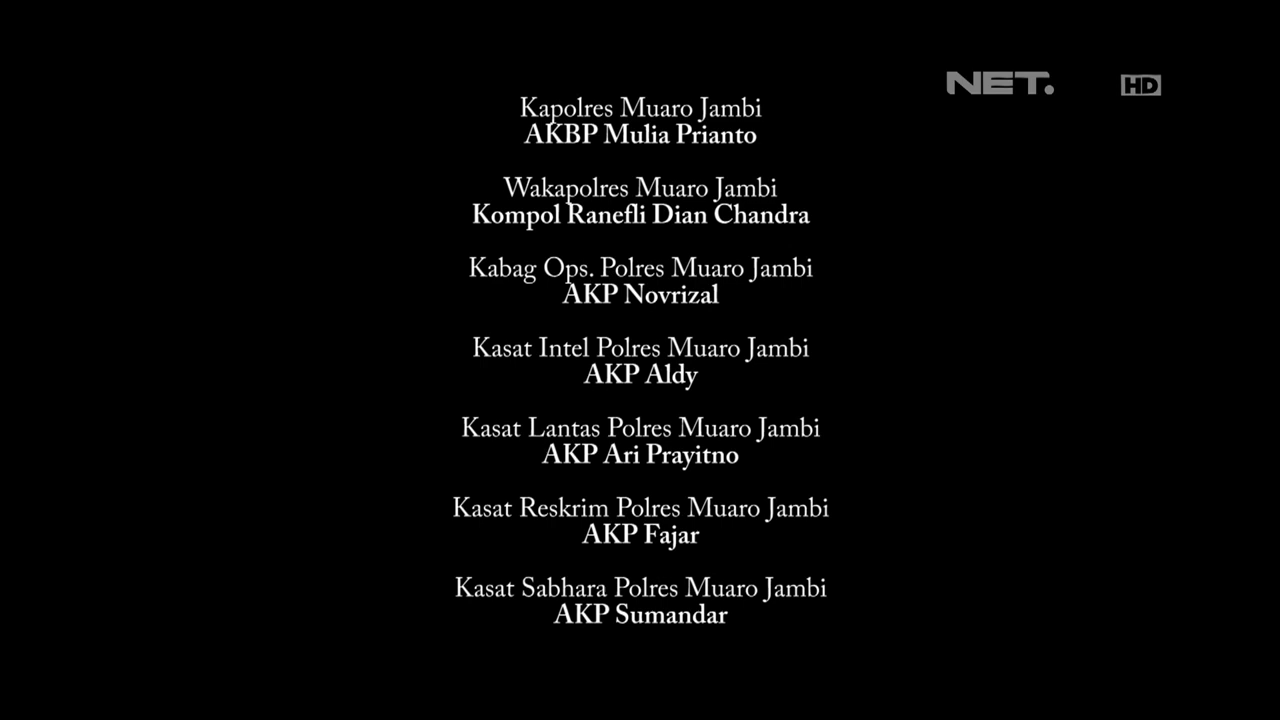 NET.
HD
Kapolres Muaro Jambi
AKBP Mulia Prianto
Wakapolres Muaro Jambi
Kompol Ranefli Dian Chandra
Kabag Ops. Polres Muaro Jambi
AKP Novrizal
Kasat Intel Polres Muaro Jambi
AKP Aldy
Kasat Lantas Polres Muaro Jambi
AKP Ari Prayitno
Kasat Reskrim Polres Muaro Jambi
AKP Fajar
Kasat Sabhara Polres Muaro Jambi
AKP Sumandar